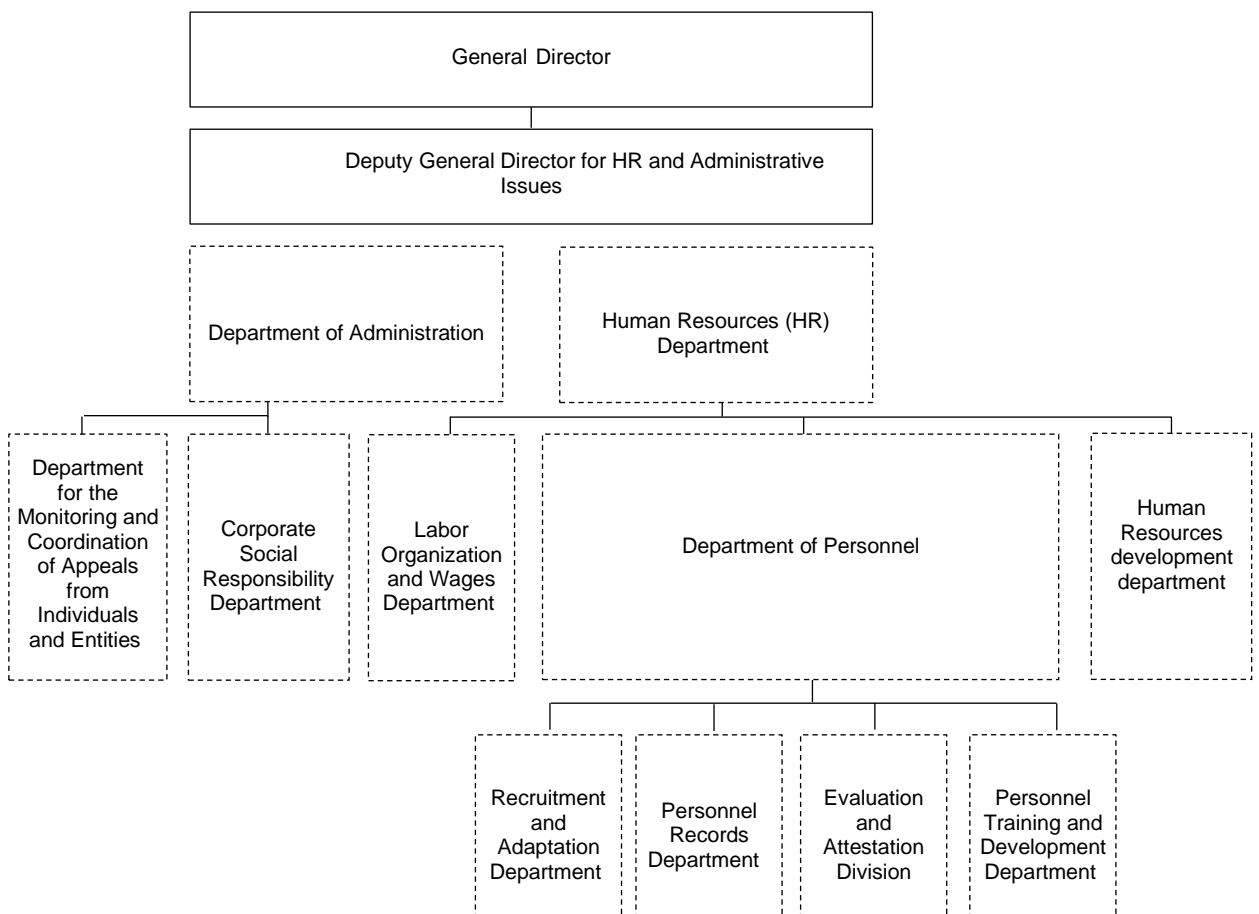 General Director
Deputy General Director for HR and Administrative
Issues
Department of Administration
Human Resources (HR)
Department
Department
for the
Monitoring and
Coordination
of Appeals
from
Individuals
and Entities
Corporate
Social
Responsibility
Department
Labor
Organization
and Wages
Department
Department of Personnel
Human
Resources
development
department
Recruitment
and
Adaptation
Department
Personnel
Records
Department
Evaluation
and
Attestation
Division
Personnel
Training and
Development
Department